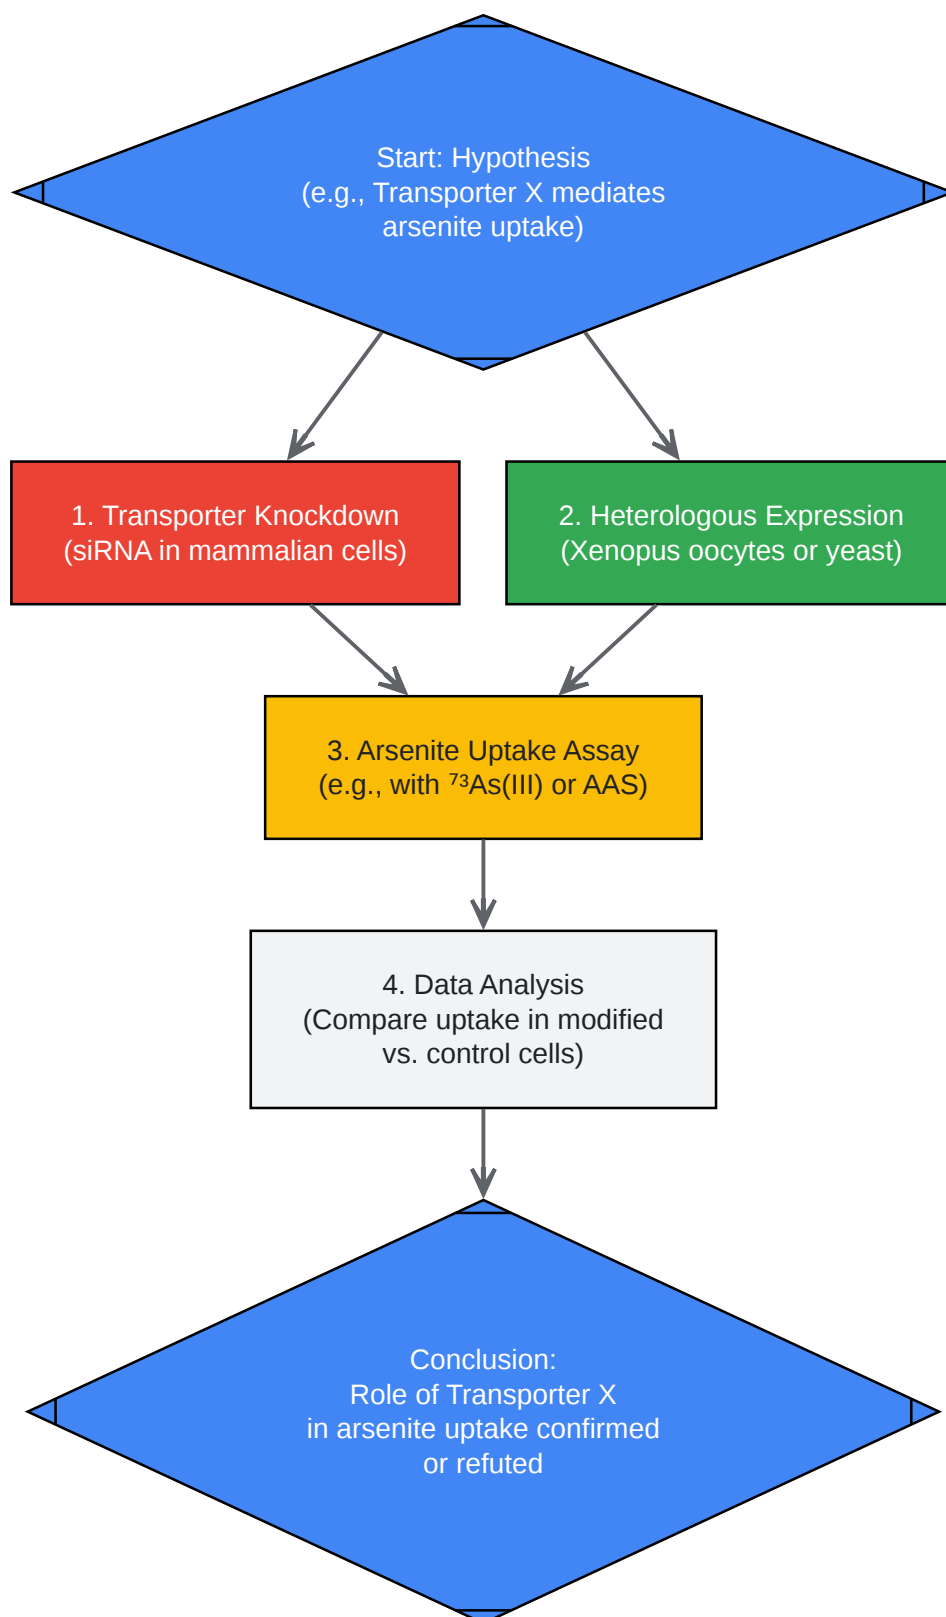 Start: Hypothesis
(e.g., Transporter X mediates
arsenite uptake)
1. Transporter Knockdown
(siRNA in mammalian cells)
2. Heterologous Expression
(Xenopus oocytes or yeast)
3. Arsenite Uptake Assay
(e.g., with ⁷³As(III) or AAS)
4. Data Analysis
(Compare uptake in modified
vs. control cells)
Conclusion:
Role of Transporter X
in arsenite uptake confirmed
or refuted